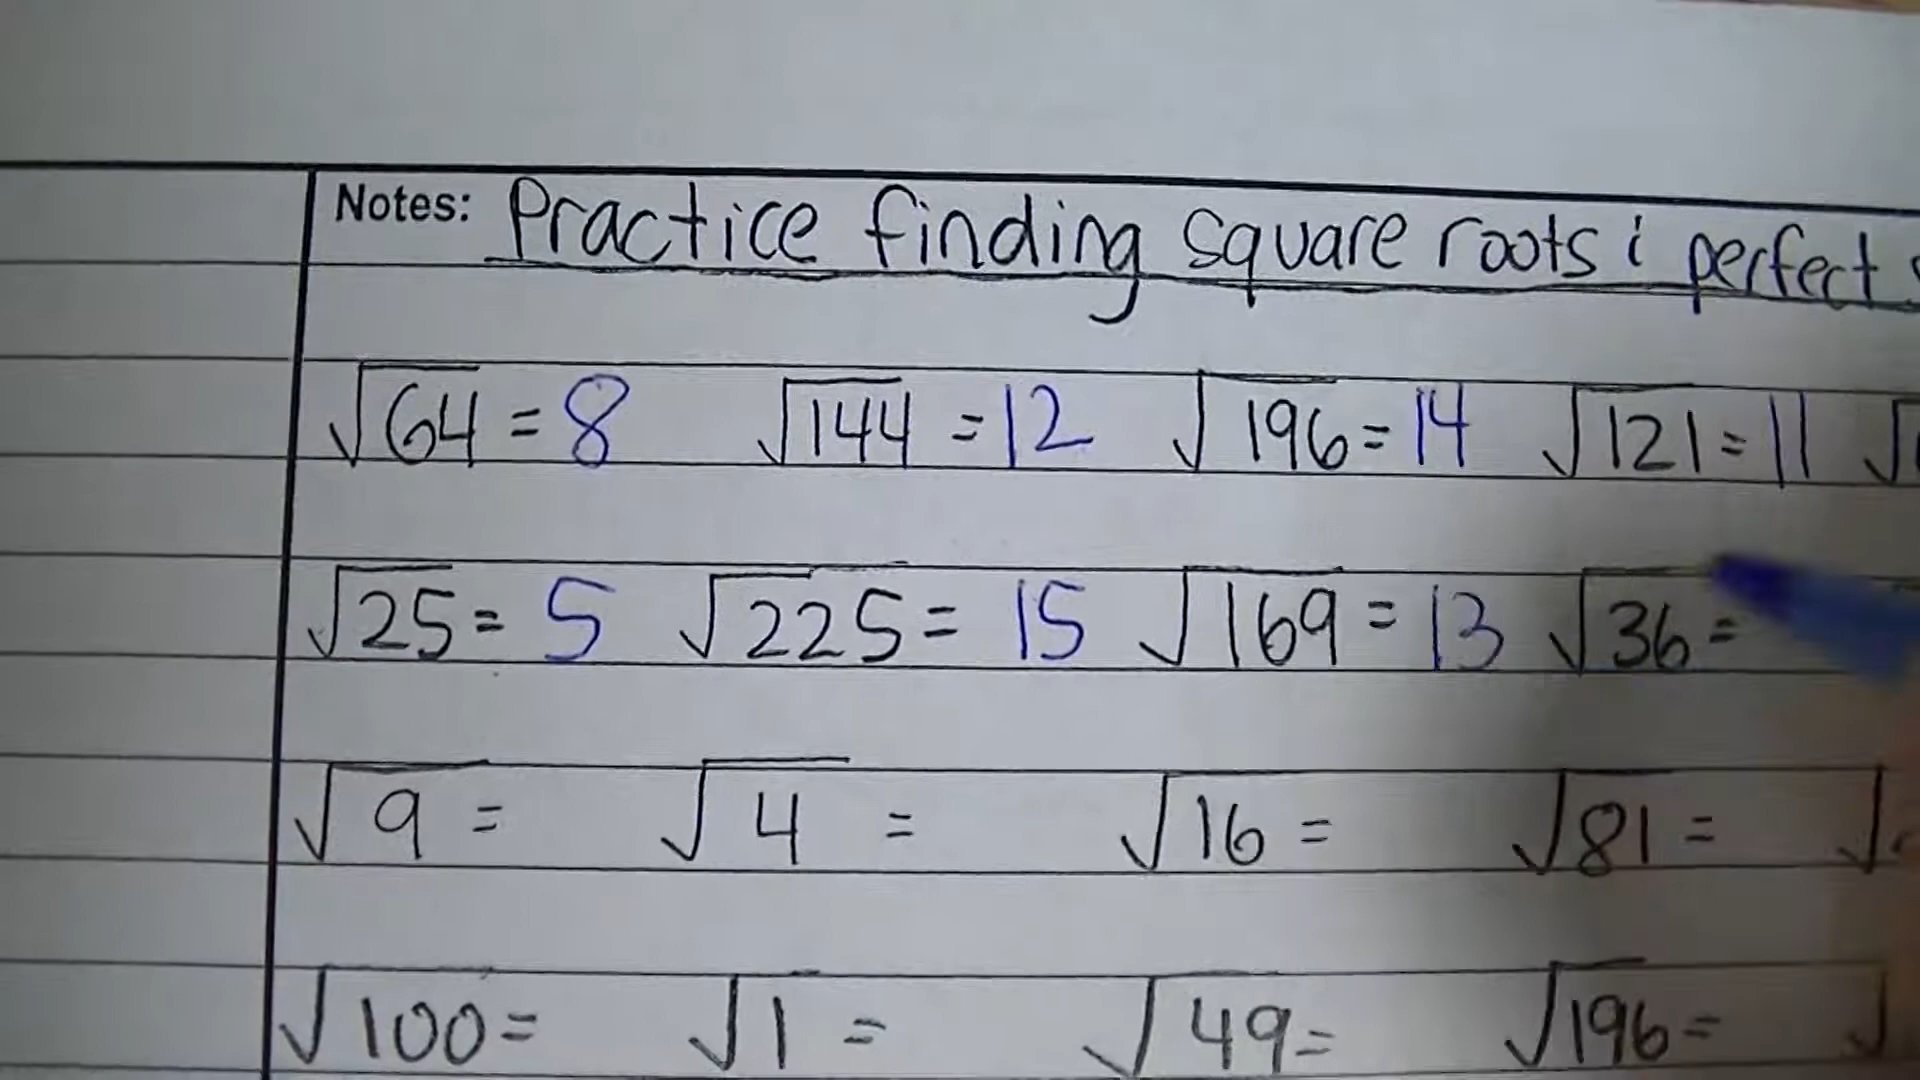 Notes: Practice finding square roots & perfect
√64 = 8 √144 = 12 √196 = 14 √121 = 11 √
√25 = 5 √225 = 15 √169 = 13 √36 =
√9 = √4 = √16 = √81 = √
√100 = √1 = √49 = √196 = √